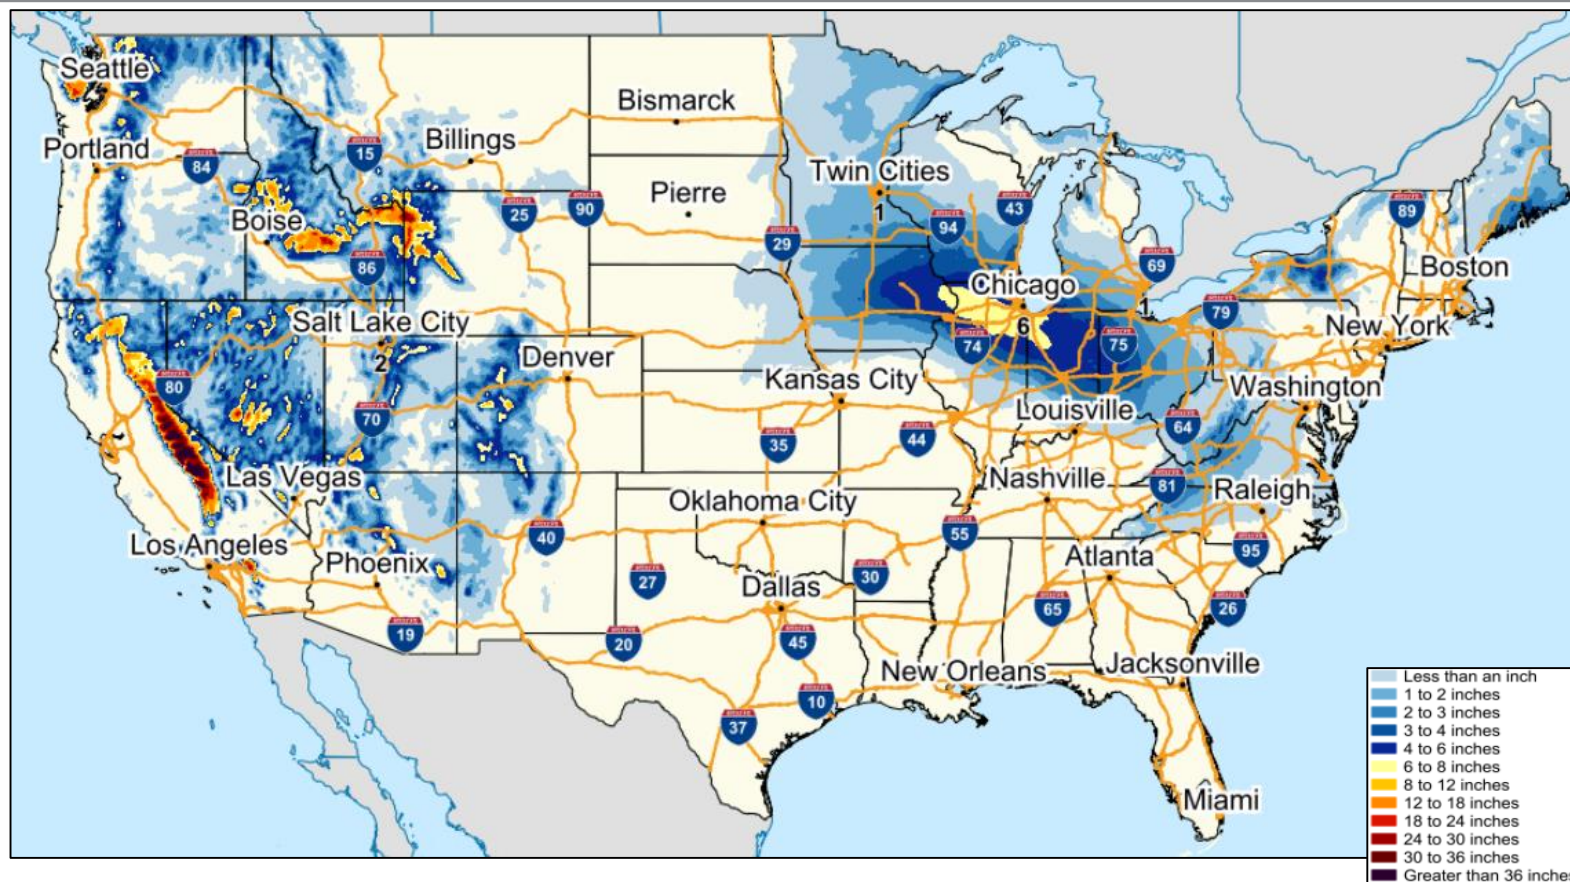 Seattle
Bismarck
Billings
Portland
15
84
Twin Cities
Pierre
1
Boise
25
90
43
89
94
29
86
69
Boston
Chicago
79
Salt Lake City
6
1
New York
74
75
2
Denver
80
Kansas City
Washington
70
Louisville
64
35
44
Las Vegas
Nashville
81
Raleigh
Oklahoma City
55
40
Los Angeles
95
Phoenix
Atlanta
27
30
Dallas
65
26
19
20
45
New Orleans
Jacksonville
10
37
Miami
Less than an inch
1 to 2 inches
2 to 3 inches
3 to 4 inches
4 to 6 inches
6 to 8 inches
8 to 12 inches
12 to 18 inches
18 to 24 inches
24 to 30 inches
30 to 36 inches
Greater than 36 inches